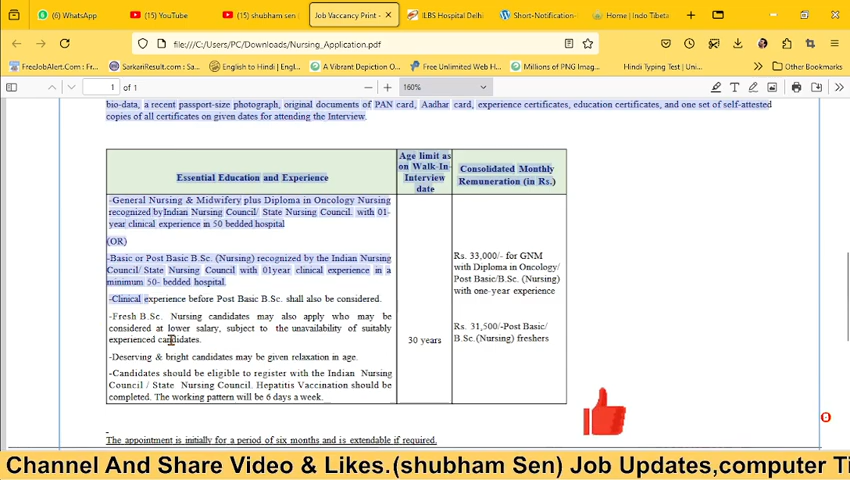 WhatsApp
(15) YouTube
(15) shubham sen
Job Vaccancy Print -
ILBS Hospital Delhi
Short-Notification-
Home | Indo Tibeta
file:///C:/Users/PC/Downloads/Nursing_Application.pdf
FreeJobAlert.Com | Free
SarkariResult.com : Sar
English to Hindi | Engli
A Vibrant Depiction O
Free Unlimited Web H
Millions of PNG Imag
Hindi Typing Test | Un
Other Bookmarks
1 of 1
160%
bio-data, a recent passport-size photograph, original documents of PAN card, Aadhar card, experience certificates, education certificates, and one set of self-attested
copies of all certificates on given dates for attending the Interview.
Essential Education and Experience
Age limit as
on Walk-In-
Interview
date
Consolidated Monthly
Remuneration (in Rs.)
-General Nursing & Midwifery plus Diploma in Oncology Nursing
recognized byIndian Nursing Council/ State Nursing Council. with 01-
year clinical experience in 50 bedded hospital
(OR)
-Basic or Post Basic B.Sc. (Nursing) recognized by the Indian Nursing
Council/ State Nursing Council with 01year clinical experience in a
minimum 50- bedded hospital.
-Clinical experience before Post Basic B.Sc. shall also be considered.
-Fresh B.Sc. Nursing candidates may also apply who may be
considered at lower salary, subject to the unavailability of suitably
experienced candidates.
-Deserving & bright candidates may be given relaxation in age.
-Candidates should be eligible to register with the Indian Nursing
Council / State Nursing Council. Hepatitis Vaccination should be
completed. The working pattern will be 6 days a week.
30 years
Rs. 33,000/- for GNM
with Diploma in Oncology/
Post Basic/B.Sc. (Nursing)
with one-year experience
Rs. 31,500/-Post Basic/
B.Sc.(Nursing) freshers
The appointment is initially for a period of six months and is extendable if required.
Channel And Share Video & Likes.(shubham Sen) Job Updates,computer Ti